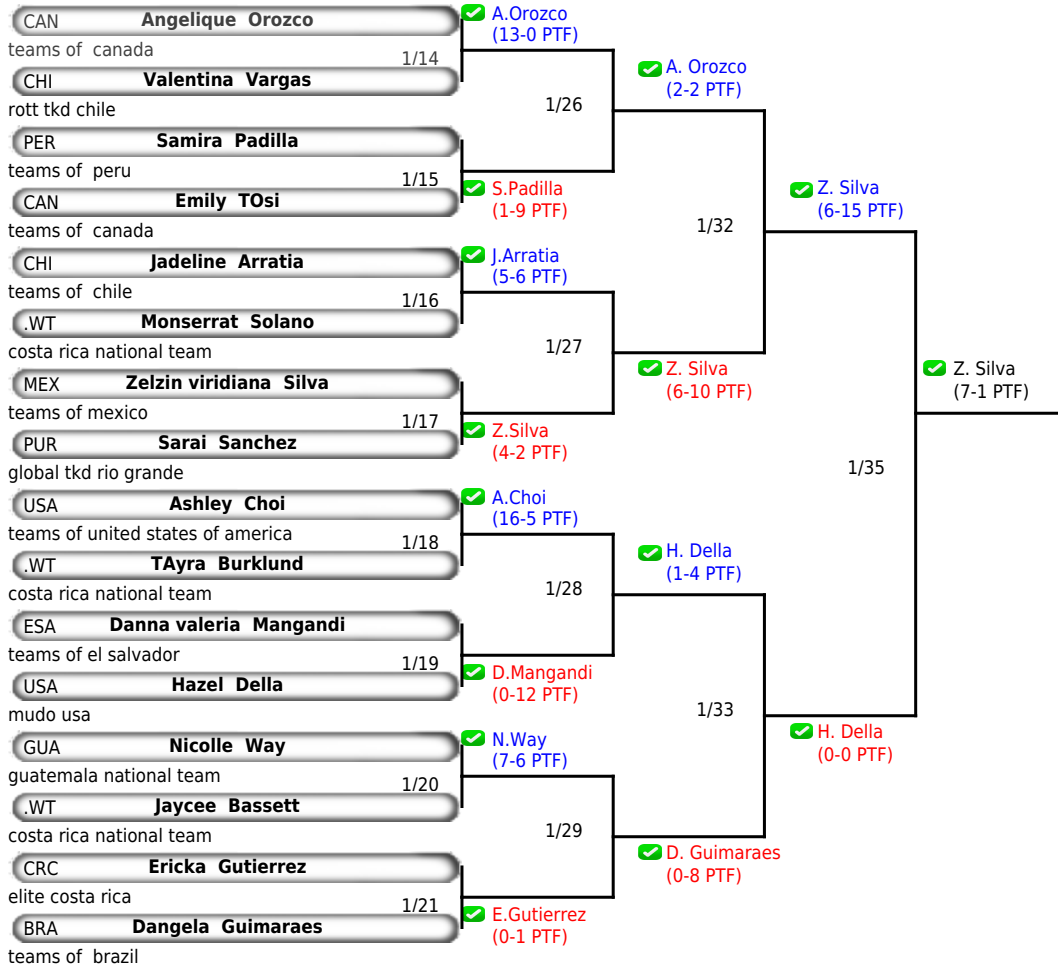 CAN Angelique Orozco
teams of canada
1/14
CHI Valentina Vargas
rott tkd chile
PER Samira Padilla
teams of peru
1/15
CAN Emily TOsi
teams of canada
CHI Jadeline Arratia
teams of chile
1/16
.WT Monserrat Solano
costa rica national team
MEX Zelzin viridiana Silva
teams of mexico
1/17
PUR Sarai Sanchez
global tkd rio grande
USA Ashley Choi
teams of united states of america
1/18
.WT TAyra Burklund
costa rica national team
ESA Danna valeria Mangandi
teams of el salvador
1/19
USA Hazel Della
mudo usa
GUA Nicolle Way
guatemala national team
1/20
.WT Jaycee Bassett
costa rica national team
CRC Ericka Gutierrez
elite costa rica
1/21
BRA Dangela Guimaraes
teams of brazil
A.Orozco
(13-0 PTF)
1/26
S.Padilla
(1-9 PTF)
J.Arratia
(5-6 PTF)
1/27
Z.Silva
(4-2 PTF)
A.Choi
(16-5 PTF)
1/28
D.Mangandi
(0-12 PTF)
N.Way
(7-6 PTF)
1/29
E.Gutierrez
(0-1 PTF)
A. Orozco
(2-2 PTF)
1/32
Z. Silva
(6-10 PTF)
H. Della
(1-4 PTF)
1/33
D. Guimaraes
(0-8 PTF)
Z. Silva
(6-15 PTF)
1/35
H. Della
(0-0 PTF)
Z. Silva
(7-1 PTF)